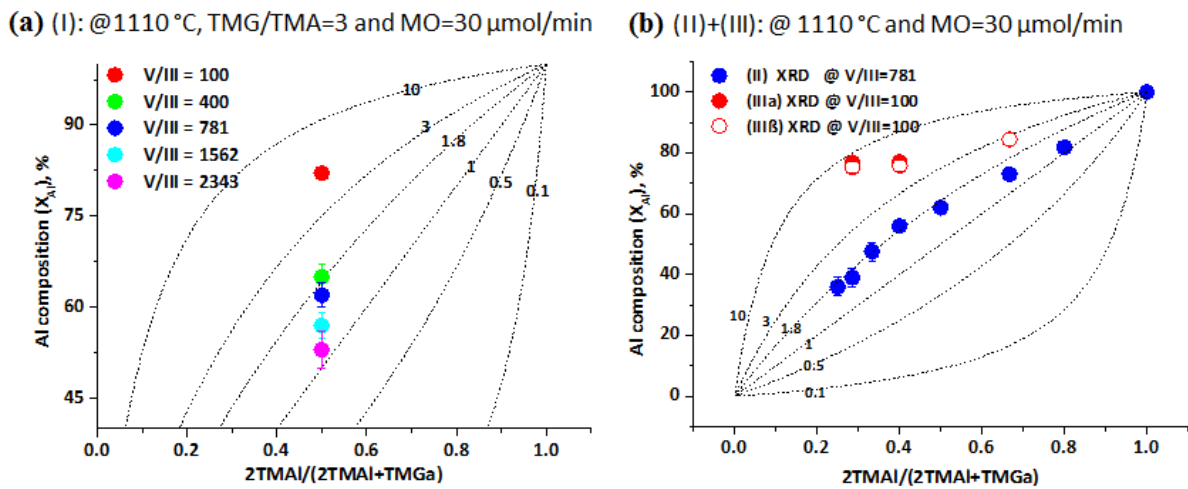 (a) (I): @1110 °C, TMG/TMA=3 and MO=30 μmol/min
V/III = 100
V/III = 400
V/III = 781
V/III = 1562
V/III = 2343
10
3
1.8
1
0.5
0.1
90
75
60
45
Al composition (X_Al), %
0.0 0.2 0.4 0.6 0.8 1.0
2TMAl/(2TMAl+TMGa)
(b) (II)+(III): @ 1110 °C and MO=30 μmol/min
(II) XRD @ V/III=781
(IIIa) XRD @ V/III=100
(IIIß) XRD @ V/III=100
100
80
60
40
20
0
Al composition (X_Al), %
10
3
1.8
1
0.5
0.1
0.0 0.2 0.4 0.6 0.8 1.0
2TMAl/(2TMAl+TMGa)